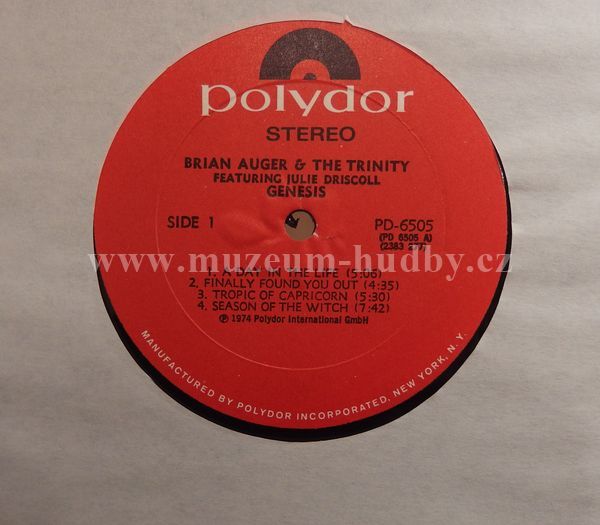 polydor
STEREO
BRIAN AUGER & THE TRINITY
FEATURING JULIE DRISCOLL
GENESIS
SIDE 1
PD-6505
(PD 6505 A)
(2383 277)
www.muzeum-hudby.cz
1. A DAY IN THE LIFE (5:06)
2. FINALLY FOUND YOU OUT (4:35)
3. TROPIC OF CAPRICORN (5:30)
4. SEASON OF THE WITCH (7:42)
℗ 1974 Polydor International GmbH
MANUFACTURED BY POLYDOR INCORPORATED, NEW YORK, N. Y.